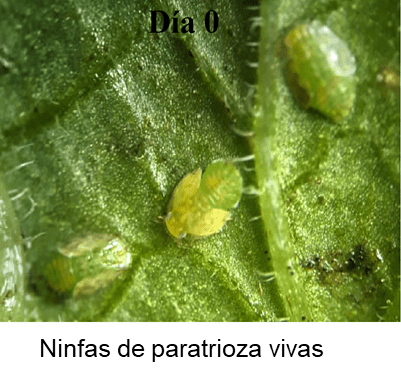 Día 0
Ninfas de paratrioza vivas